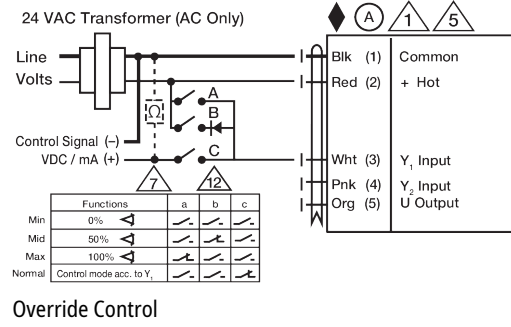 24 VAC Transformer (AC Only)
A 1 5
Line
Volts
Blk (1) Common
Red (2) + Hot
A
B
Ω
Control Signal (–)
VDC / mA (+)
C
Wht (3) Y1 Input
Pnk (4) Y2 Input
Org (5) U Output
7 12
Functions a b c
Min 0%
Mid 50%
Max 100%
Normal Control mode acc. to Y1
Override Control